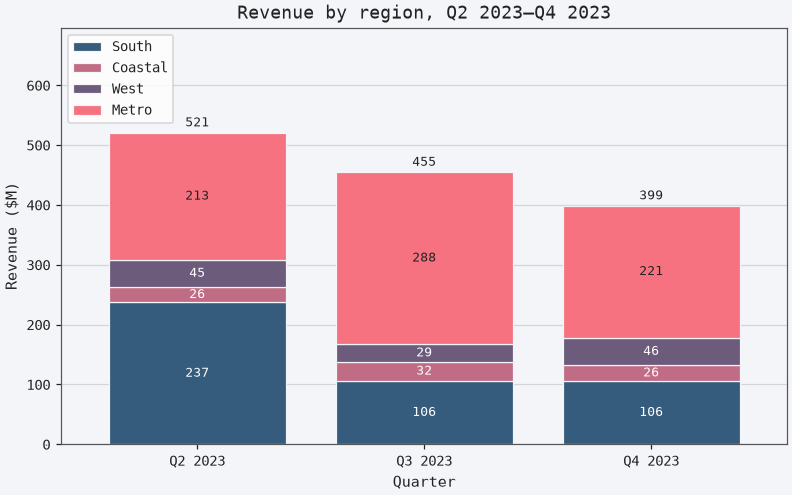 Revenue by region, Q2 2023–Q4 2023
South
Coastal
West
Metro
Revenue ($M)
600
500
400
300
200
100
0
521
213
45
26
237
455
288
29
32
106
399
221
46
26
106
Q2 2023
Q3 2023
Q4 2023
Quarter